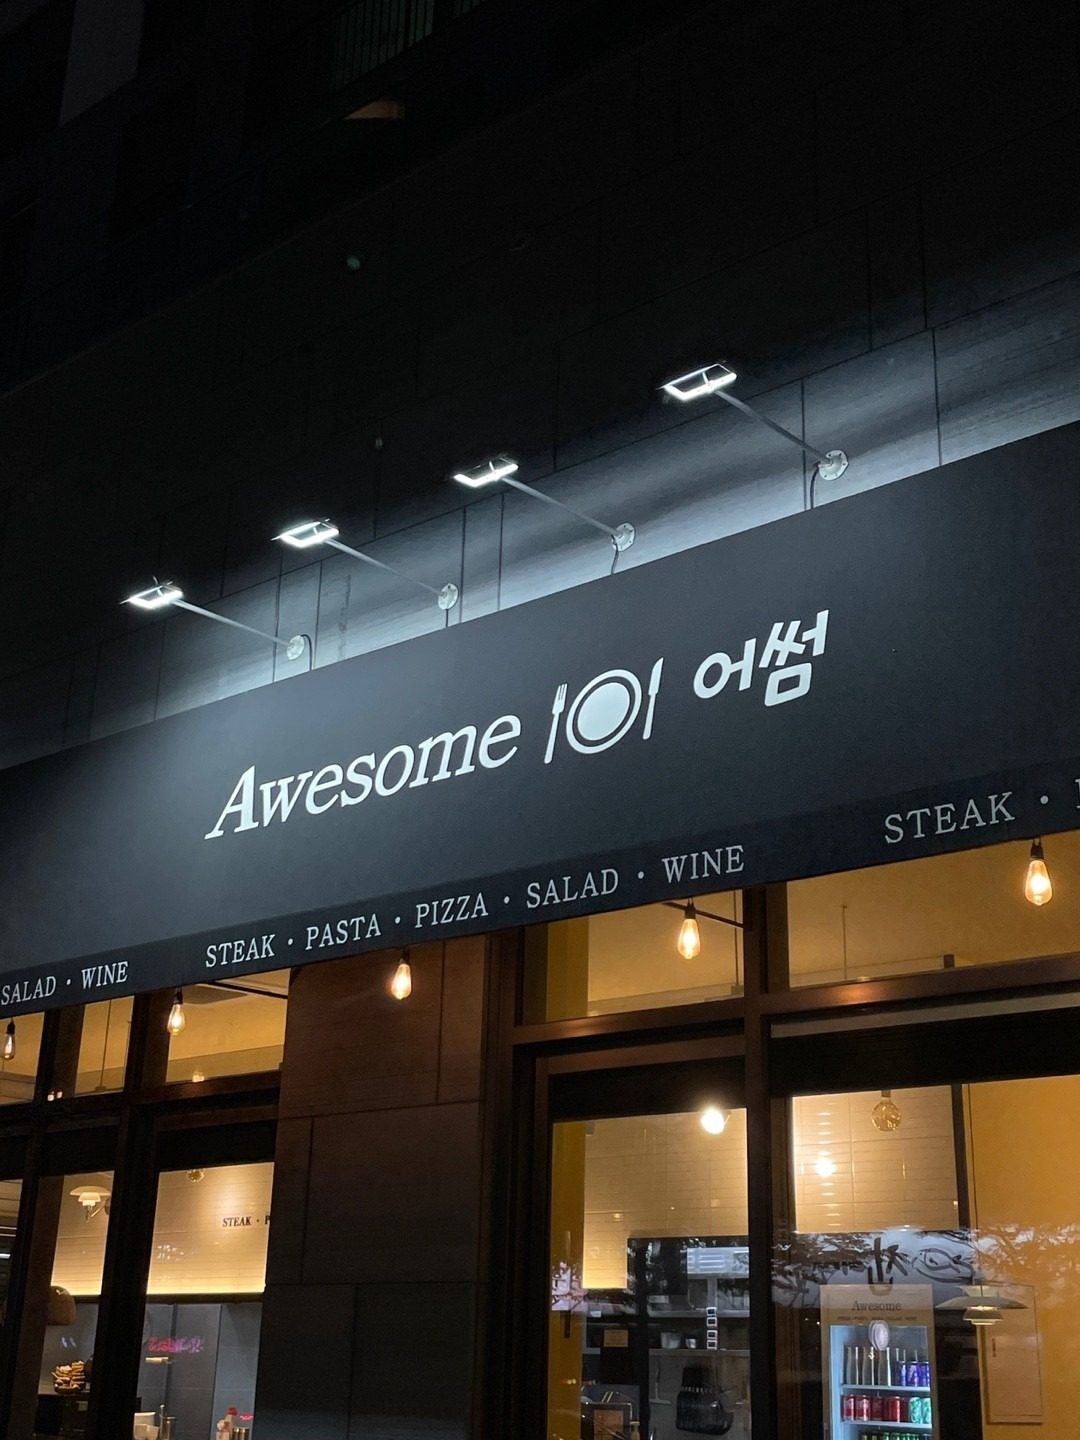 Awesome 어썸
STEAK ·
SALAD · WINE
STEAK · PASTA · PIZZA · SALAD · WINE
STEAK ·
Awesome